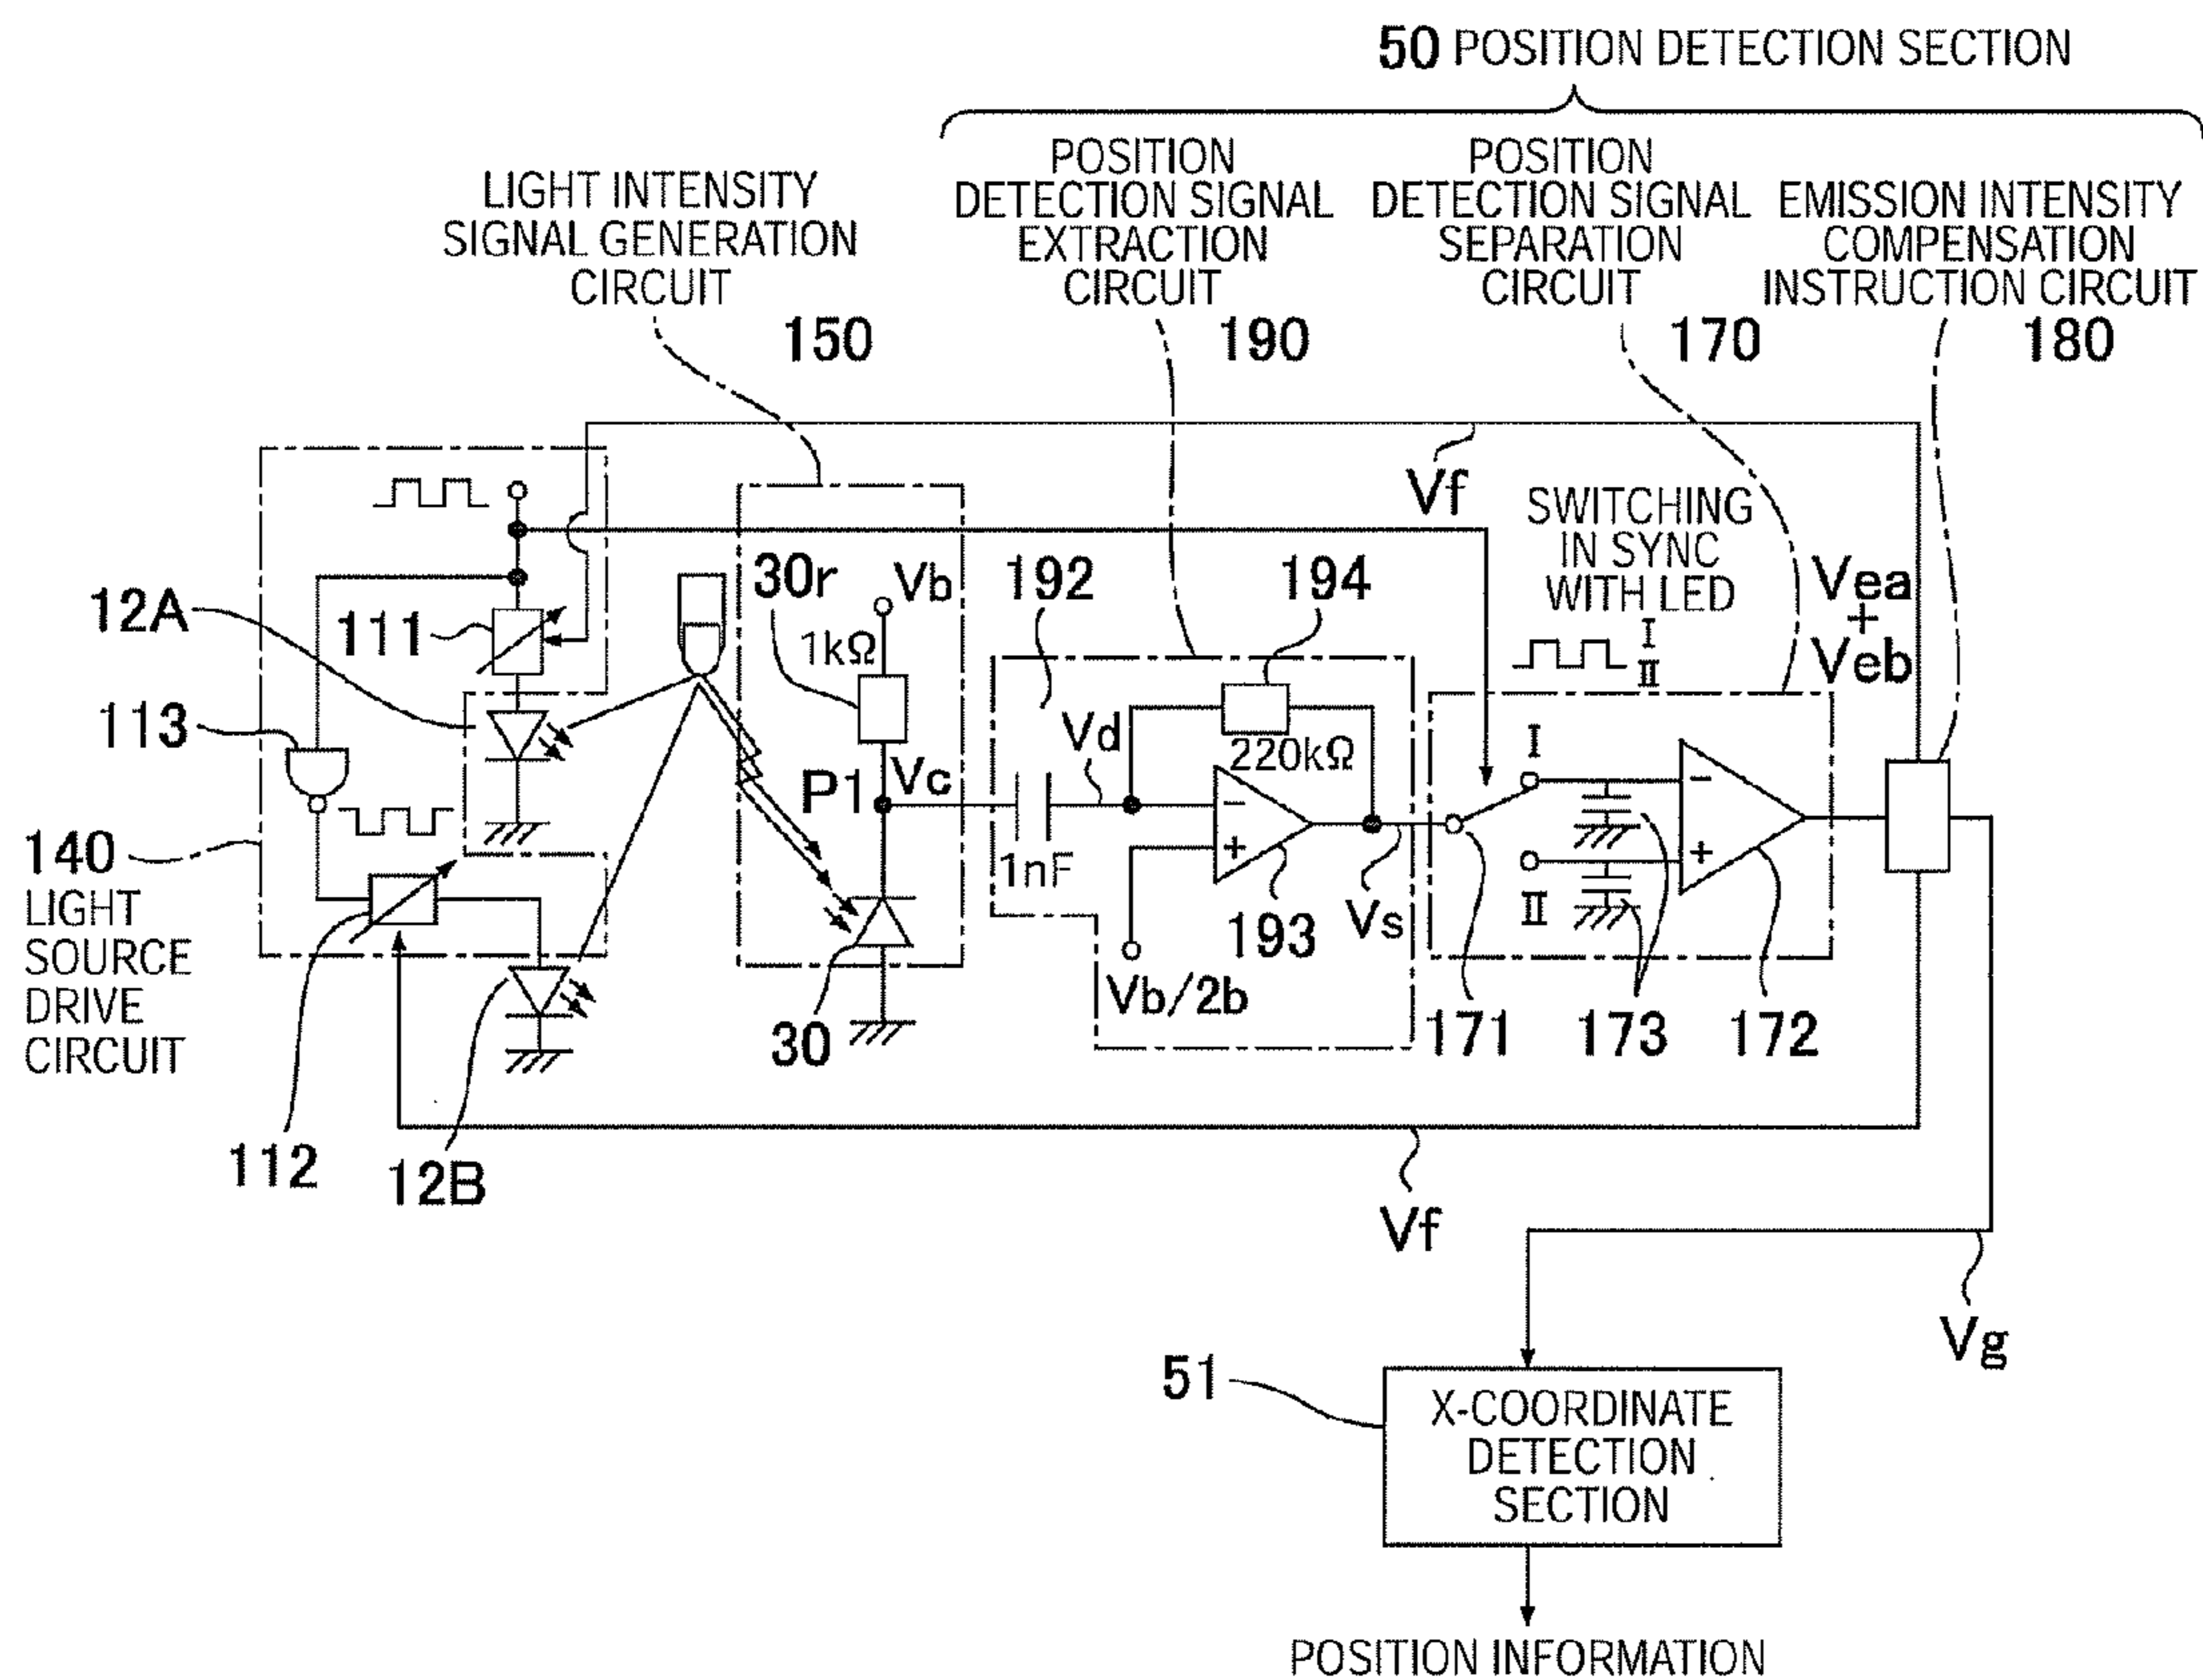 50 POSITION DETECTION SECTION
LIGHT INTENSITY
SIGNAL GENERATION
CIRCUIT
150
POSITION
DETECTION SIGNAL
EXTRACTION
CIRCUIT
190
POSITION
DETECTION SIGNAL
SEPARATION
CIRCUIT
170
EMISSION INTENSITY
COMPENSATION
INSTRUCTION CIRCUIT
180
Vf
SWITCHING
IN SYNC
WITH LED
I
II
Vea
+
Veb
12A
111
113
140
LIGHT
SOURCE
DRIVE
CIRCUIT
112
12B
30r
Vb
1kΩ
P1
Vc
30
192
194
Vd
220kΩ
1nF
−
+
193
Vs
Vb/2b
I
II
−
+
171
173
172
Vf
Vg
51
X-COORDINATE
DETECTION
SECTION
POSITION INFORMATION